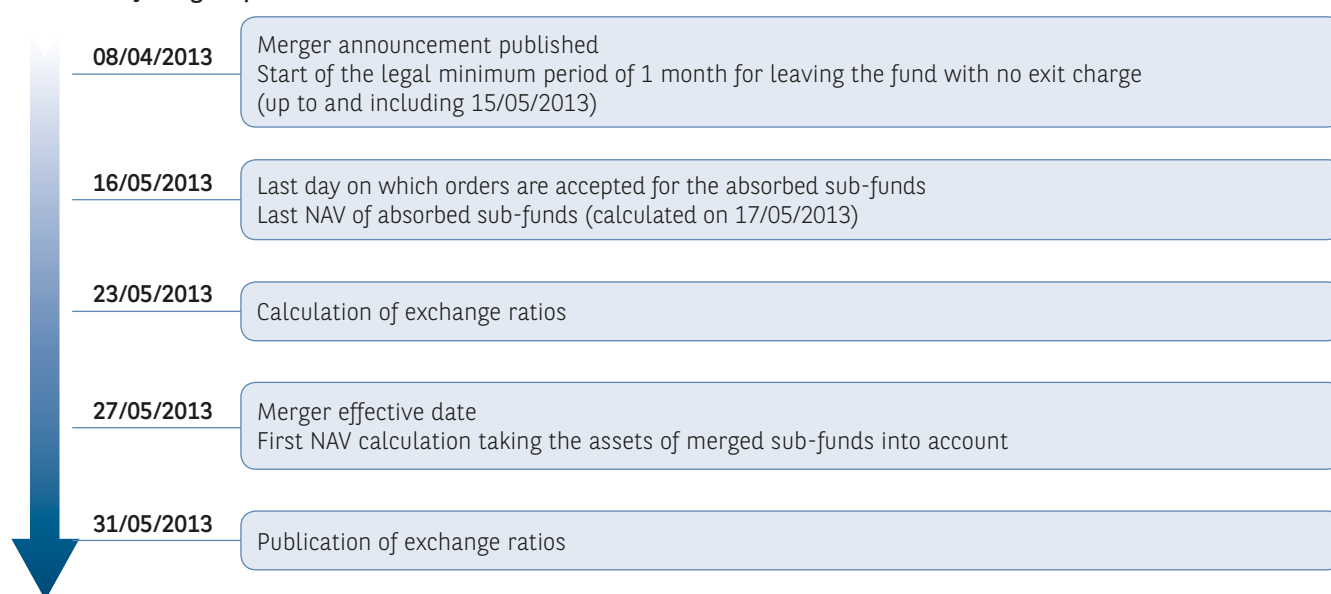 08/04/2013
Merger announcement published
Start of the legal minimum period of 1 month for leaving the fund with no exit charge
(up to and including 15/05/2013)
16/05/2013
Last day on which orders are accepted for the absorbed sub-funds
Last NAV of absorbed sub-funds (calculated on 17/05/2013)
23/05/2013
Calculation of exchange ratios
27/05/2013
Merger effective date
First NAV calculation taking the assets of merged sub-funds into account
31/05/2013
Publication of exchange ratios